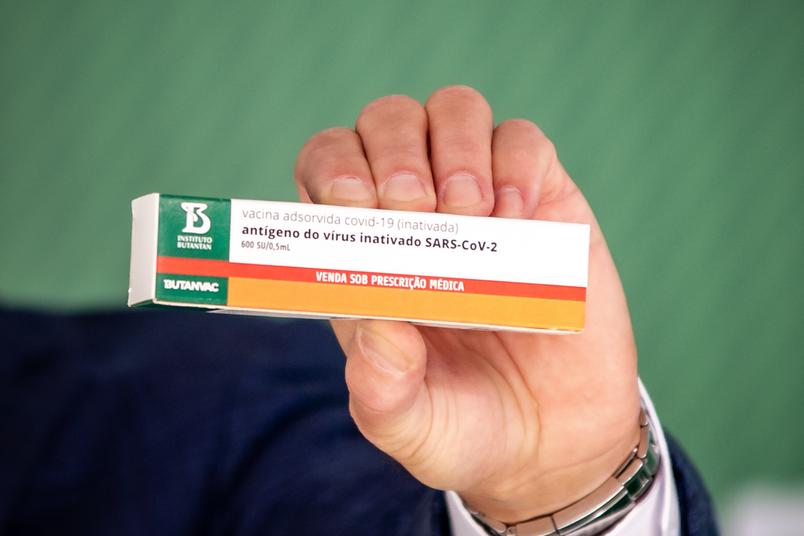 INSTITUTO
BUTANTAN
vacina adsorvida covid-19 (inativada)
antígeno do vírus inativado SARS-CoV-2
600 SU/0,5mL
VENDA SOB PRESCRIÇÃO MÉDICA
BUTANVAC